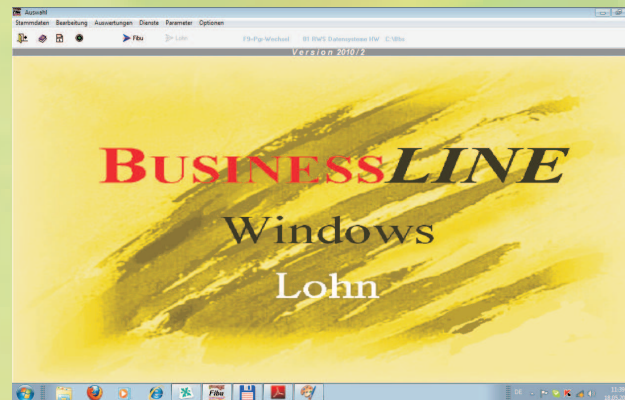 Auswahl
Stammdaten Bearbeitung Auswertungen Dienste Parameter Optionen
Fibu Lohn F9-Pgr-Wechsel
Version 2010/2
BUSINESSLINE
Windows
Lohn
Fibu
DE